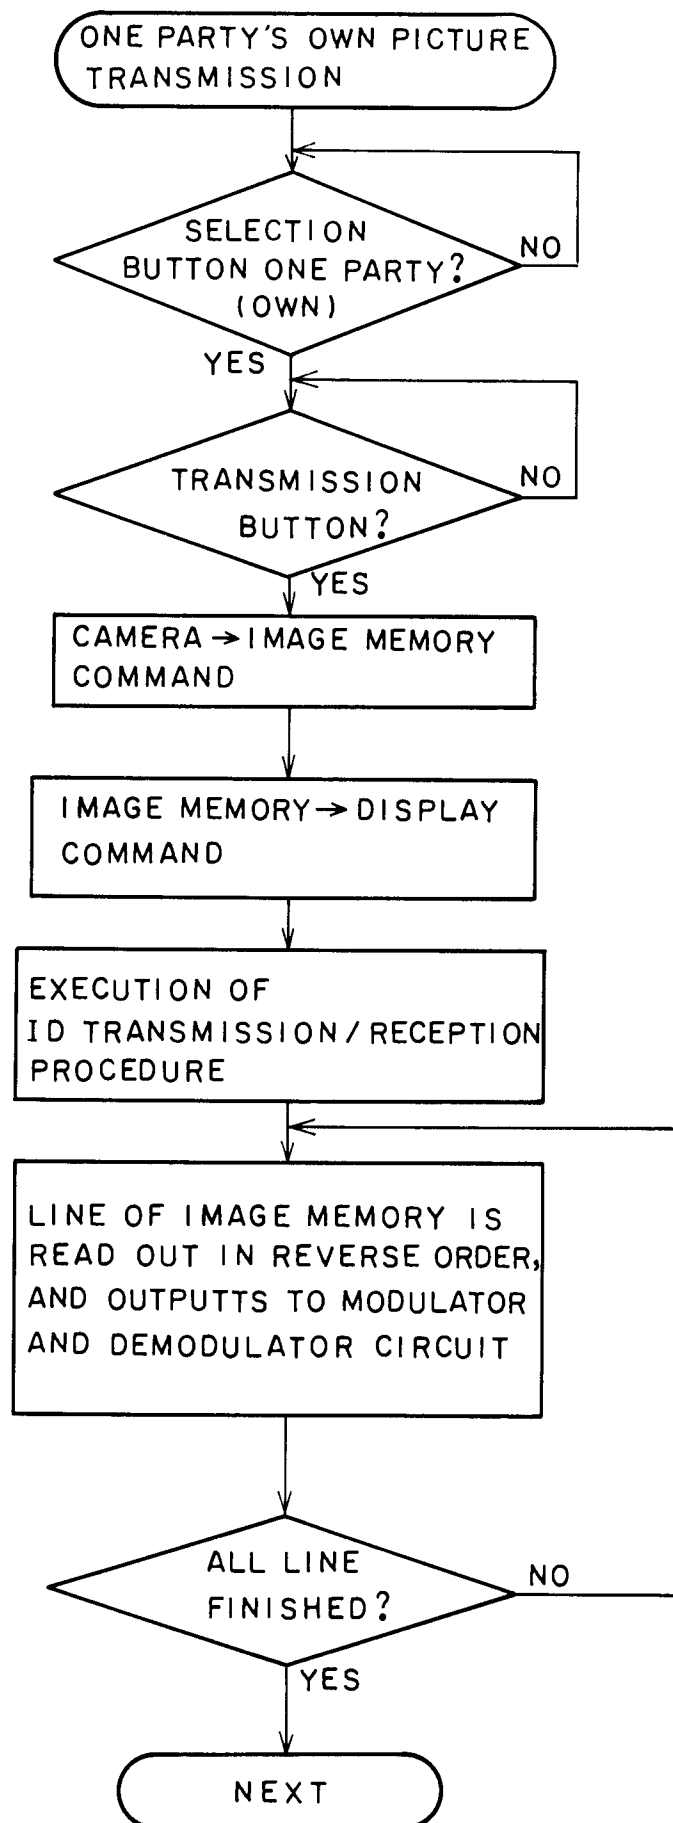 ONE PARTY'S OWN PICTURE
TRANSMISSION
SELECTION
BUTTON ONE PARTY?
(OWN)
NO
YES
TRANSMISSION
BUTTON?
NO
YES
CAMERA → IMAGE MEMORY
COMMAND
IMAGE MEMORY → DISPLAY
COMMAND
EXECUTION OF
ID TRANSMISSION / RECEPTION
PROCEDURE
LINE OF IMAGE MEMORY IS
READ OUT IN REVERSE ORDER,
AND OUTPUTTS TO MODULATOR
AND DEMODULATOR CIRCUIT
ALL LINE
FINISHED?
NO
YES
NEXT